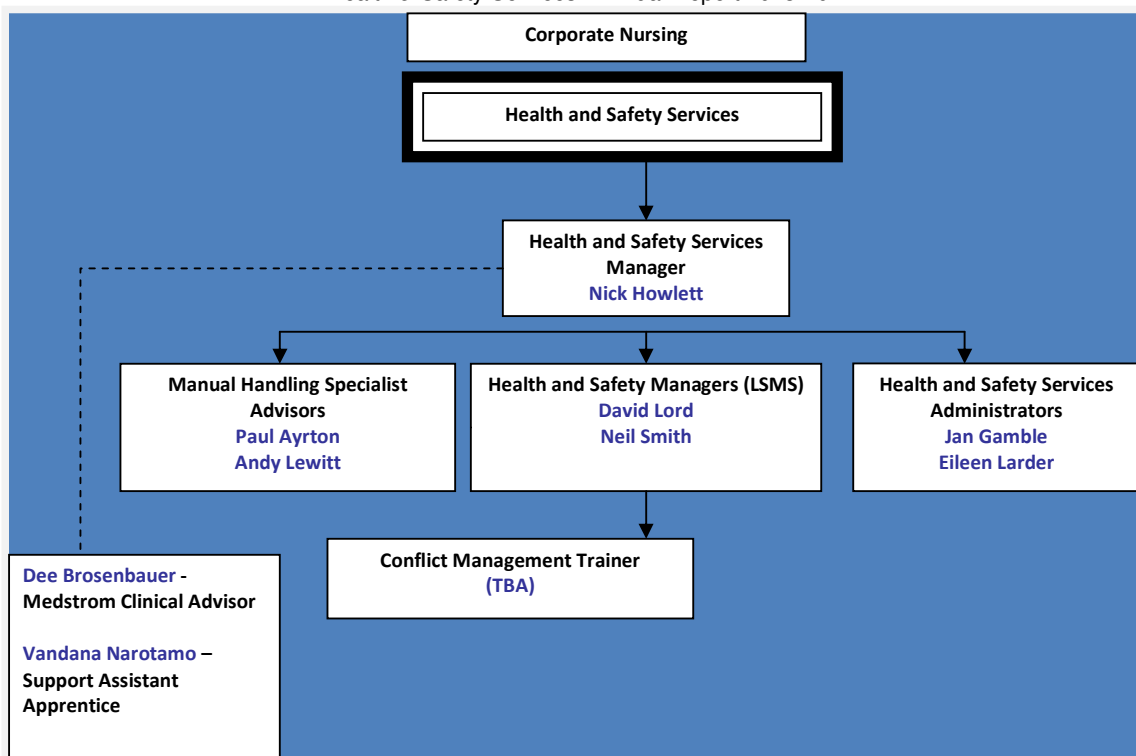 Corporate Nursing
Health and Safety Services
Health and Safety Services
Manager
Nick Howlett
Manual Handling Specialist
Advisors
Paul Ayrton
Andy Lewitt
Health and Safety Managers (LSMS)
David Lord
Neil Smith
Health and Safety Services
Administrators
Jan Gamble
Eileen Larder
Conflict Management Trainer
(TBA)
Dee Brosenbauer -
Medstrom Clinical Advisor
Vandana Narotamo –
Support Assistant
Apprentice